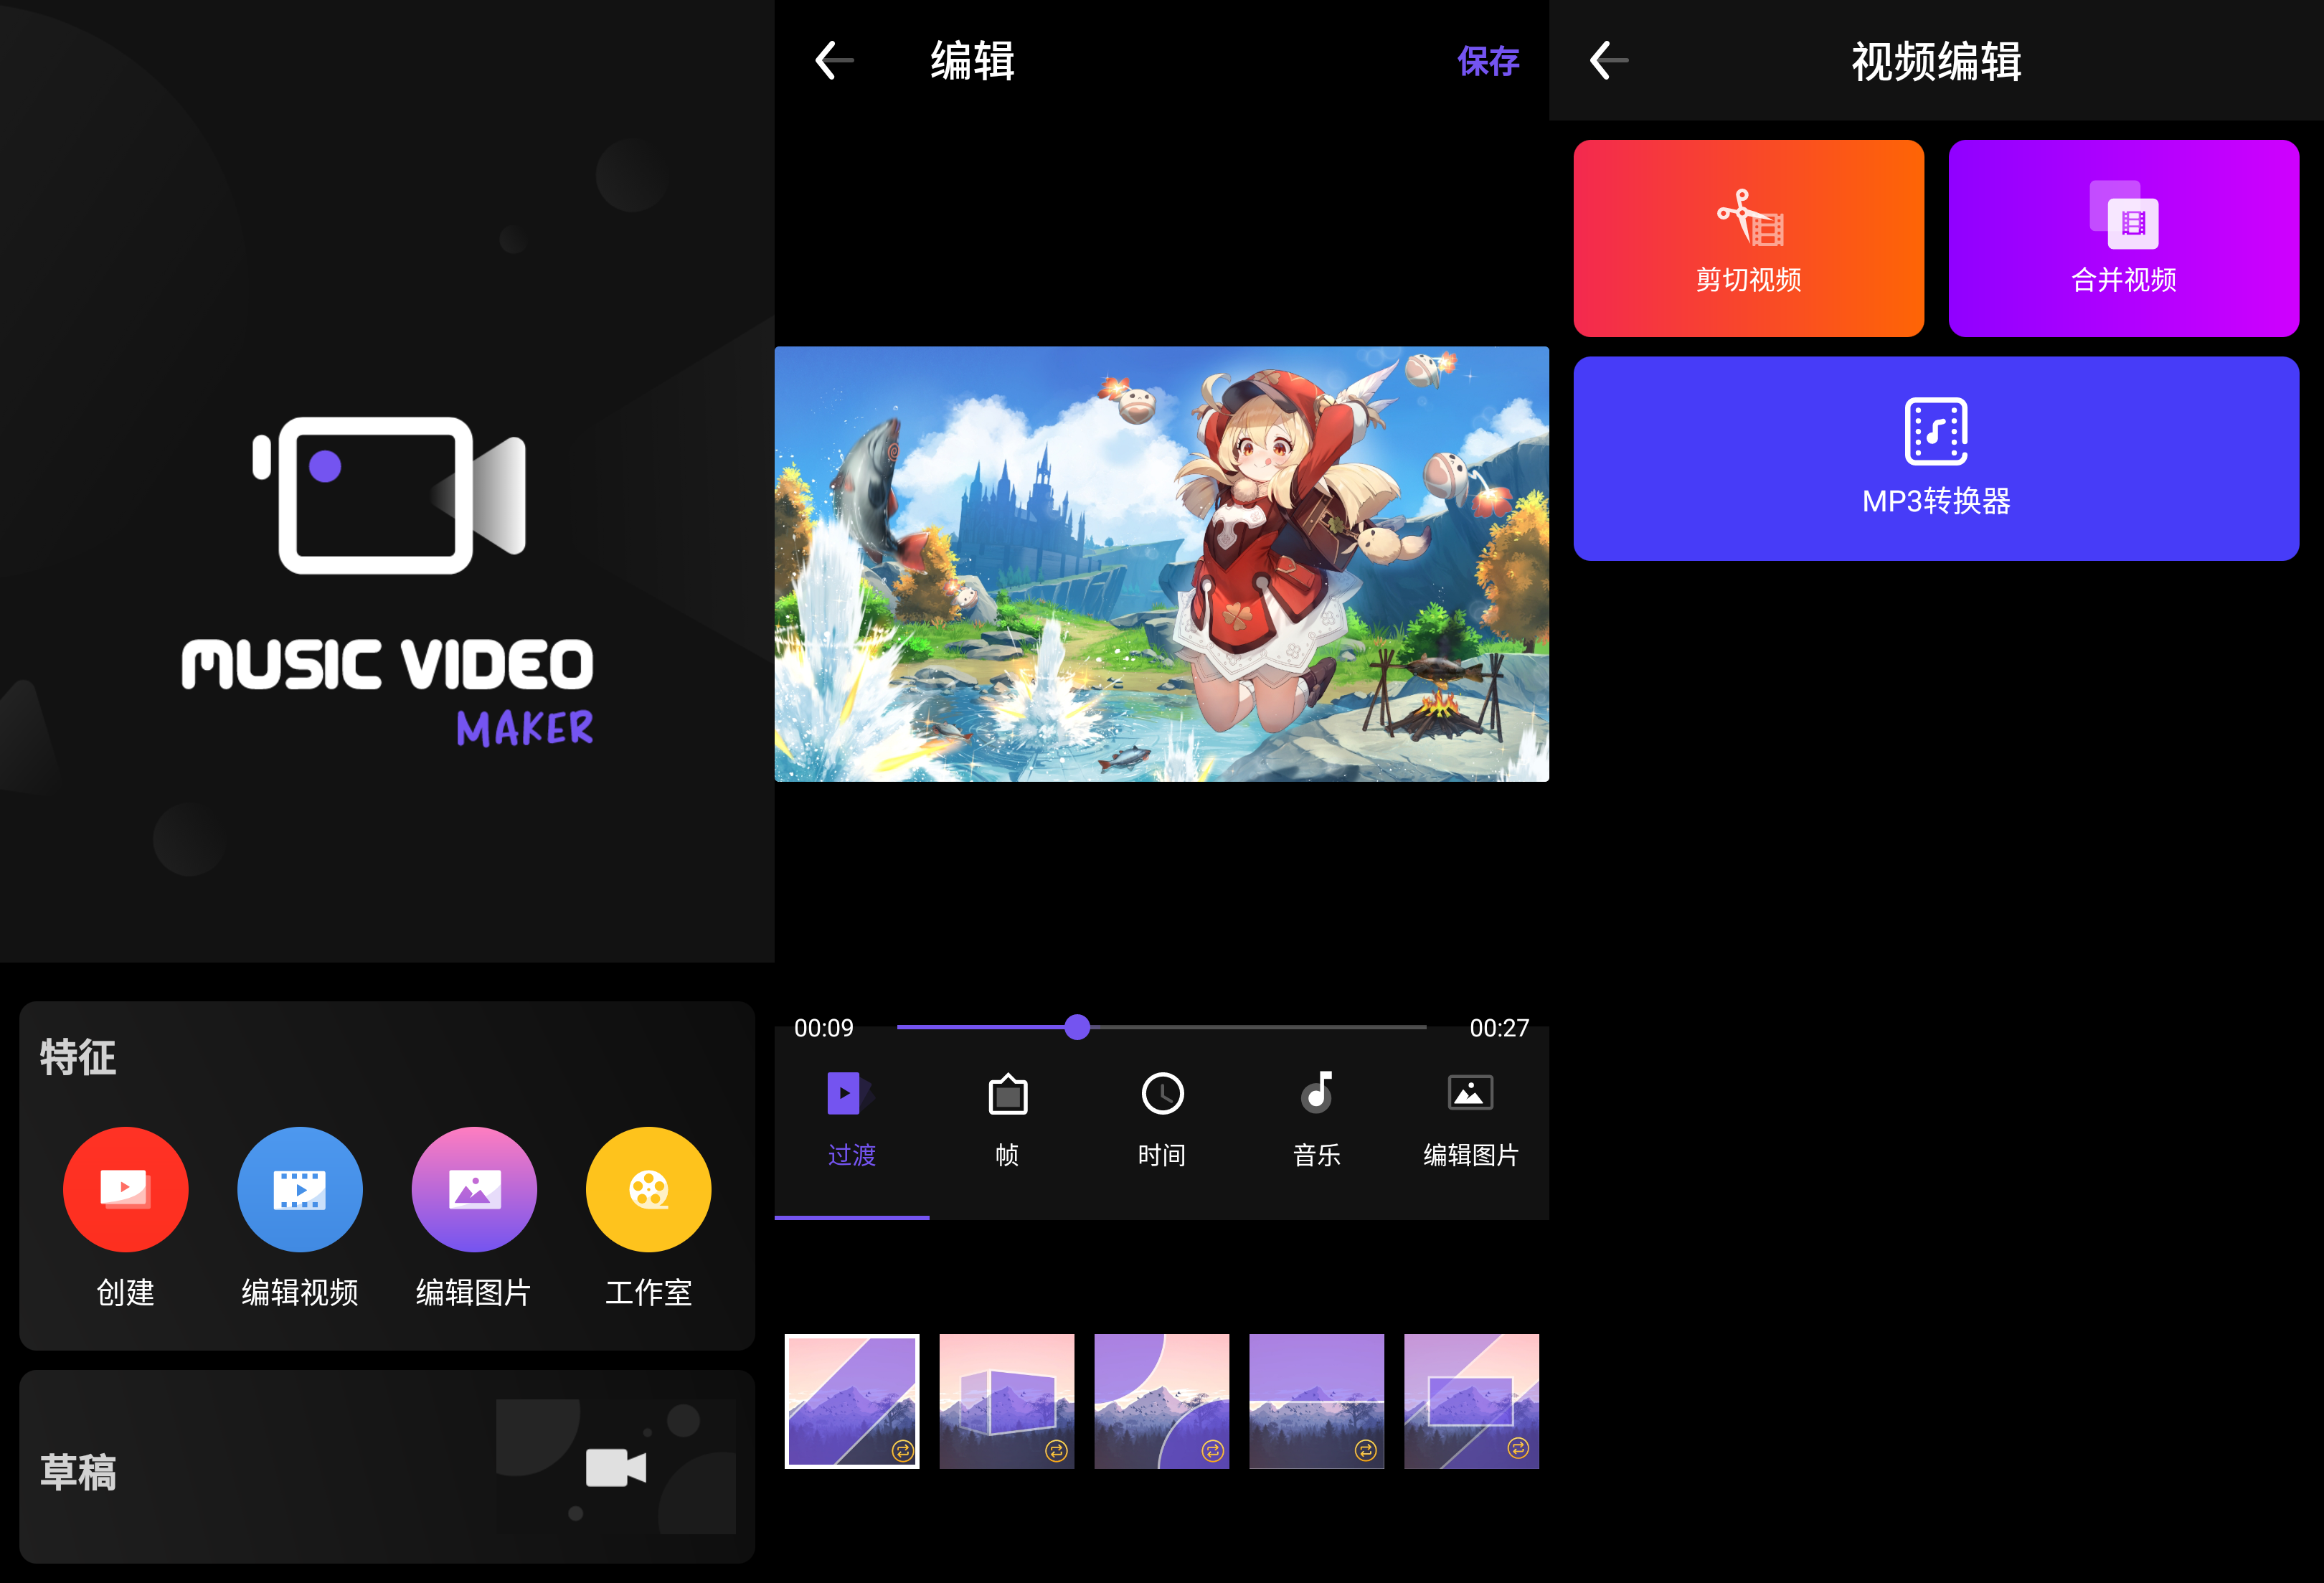 MUSIC VIDEO
MAKER
特征
创建
编辑视频
编辑图片
工作室
草稿
编辑
保存
00:09
00:27
过渡
帧
时间
音乐
编辑图片
视频编辑
剪切视频
合并视频
MP3转换器